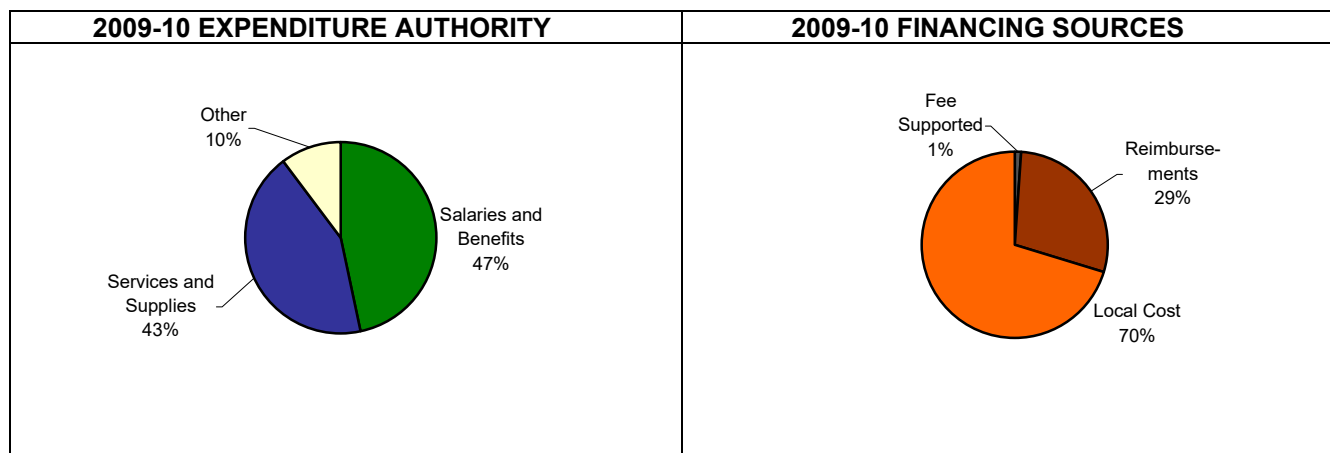 2009-10 EXPENDITURE AUTHORITY
Other
10%
Salaries and
Benefits
47%
Services and
Supplies
43%
2009-10 FINANCING SOURCES
Fee
Supported
1%
Reimburse-
ments
29%
Local Cost
70%